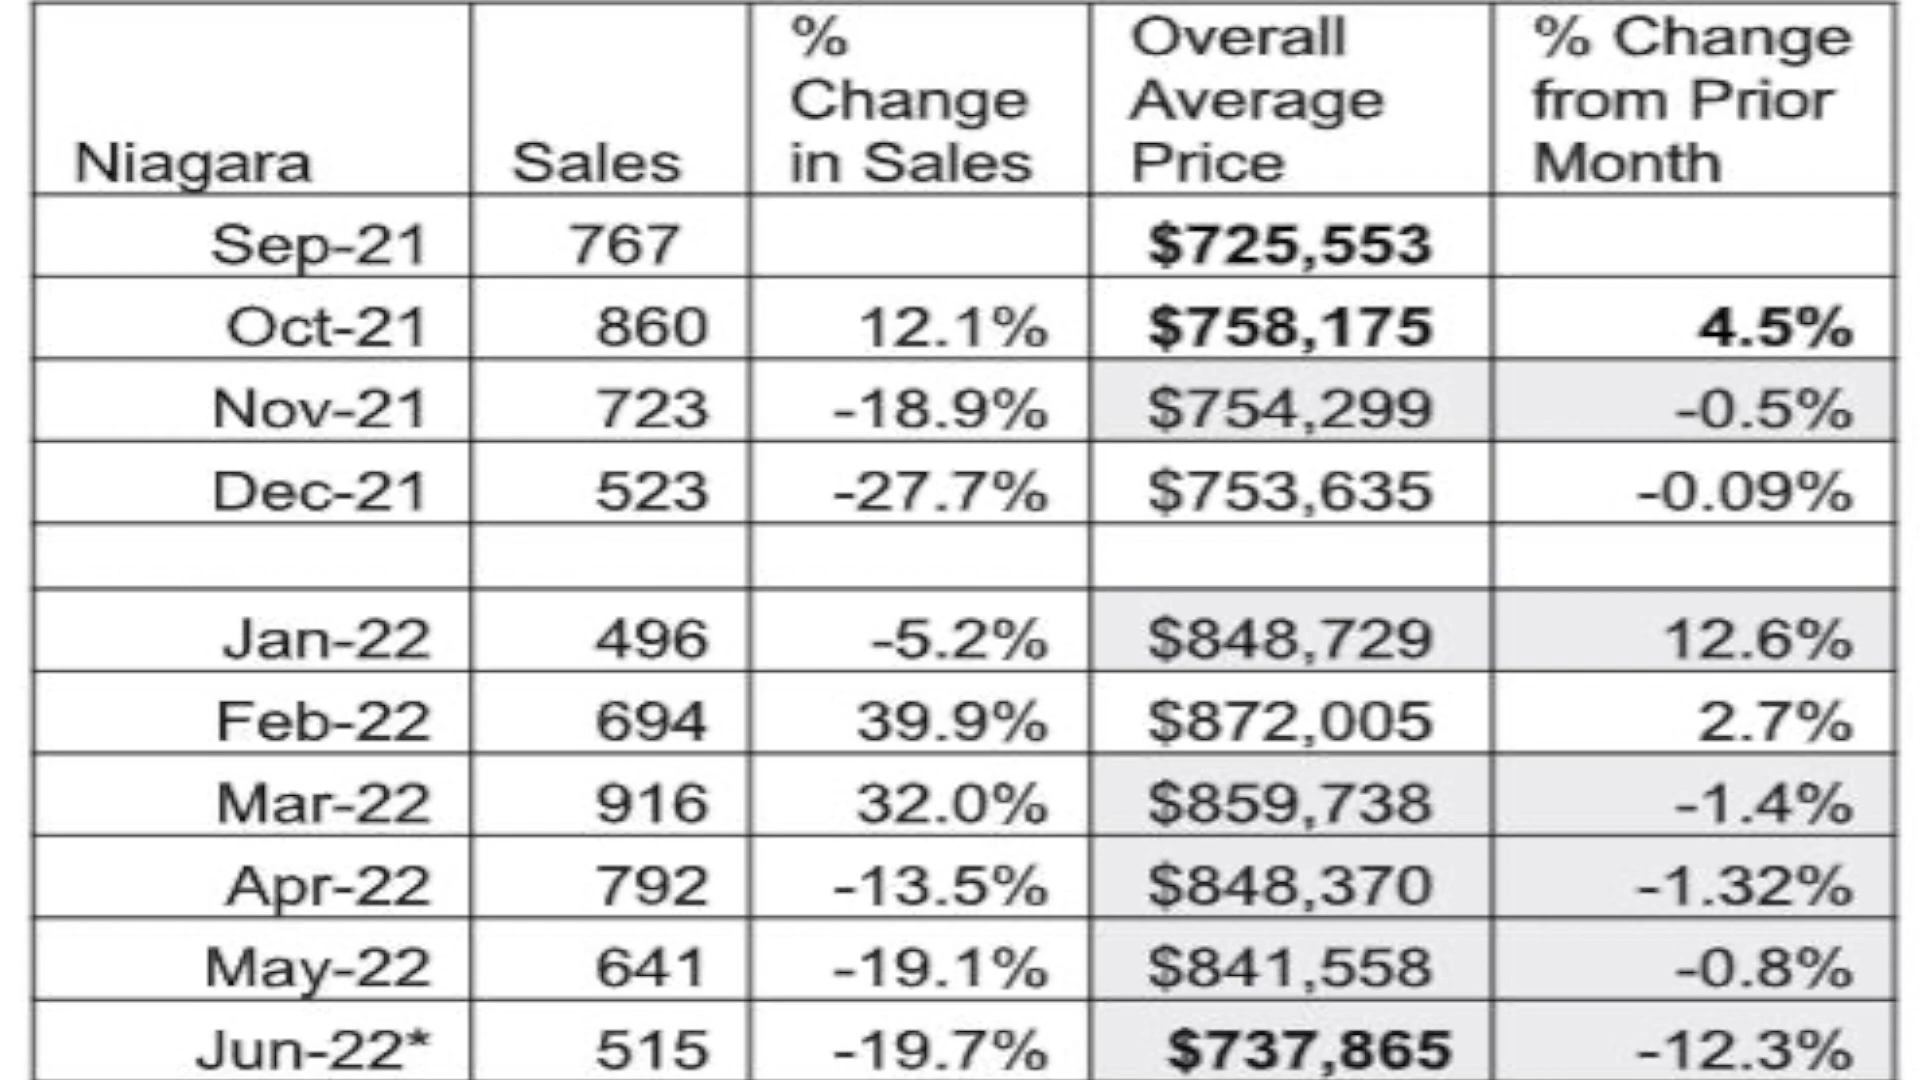 Niagara Sales % Change in Sales Overall Average Price % Change from Prior Month
Sep-21 767 $725,553
Oct-21 860 12.1% $758,175 4.5%
Nov-21 723 -18.9% $754,299 -0.5%
Dec-21 523 -27.7% $753,635 -0.09%
Jan-22 496 -5.2% $848,729 12.6%
Feb-22 694 39.9% $872,005 2.7%
Mar-22 916 32.0% $859,738 -1.4%
Apr-22 792 -13.5% $848,370 -1.32%
May-22 641 -19.1% $841,558 -0.8%
Jun-22* 515 -19.7% $737,865 -12.3%